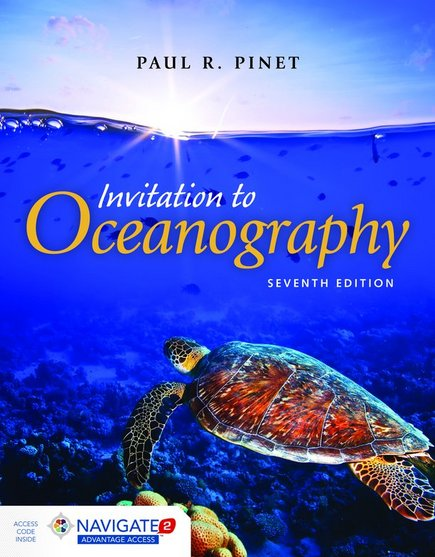 PAUL R. PINET
Invitation to
Oceanography
SEVENTH EDITION
ACCESS
CODE
INSIDE
NAVIGATE 2
ADVANTAGE ACCESS